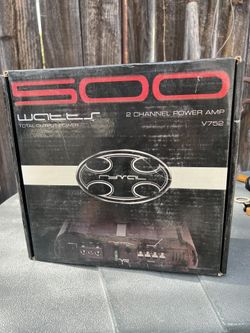 500
watts
TOTAL OUTPUT POWER
2 CHANNEL POWER AMP
V752